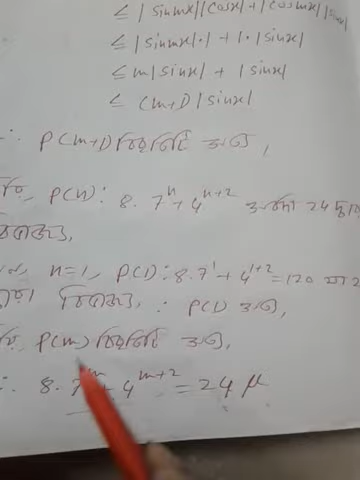 ≤ |sinmx||cosx| + |cosmx||sinx|
≤ |sinmx|·1 + 1·|sinx|
≤ m|sinx| + |sinx|
≤ (m+1)|sinx|
∴ P(m+1) বিবৃতিটি সত্য,
P(n): 8.7ⁿ + 4ⁿ⁺² 24
বিভাজ্য,
n=1, P(1): 8.7¹ + 4¹⁺² = 120 যা 2
দ্বারা বিভাজ্য, ∴ P(1) সত্য,
P(m) বিবৃতিটি সত্য,
8. 7ᵐ + 4ᵐ⁺² = 24 μ